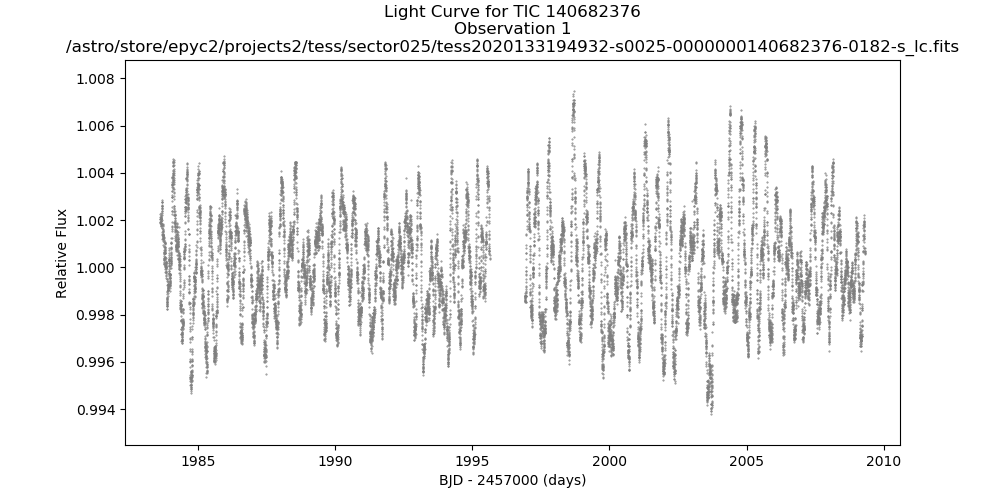 Light Curve for TIC 140682376
Observation 1
/astro/store/epyc2/projects2/tess/sector025/tess2020133194932-s0025-0000000140682376-0182-s_lc.fits
1.008
1.006
1.004
1.002
1.000
0.998
0.996
0.994
Relative Flux
1985
1990
1995
2000
2005
2010
BJD - 2457000 (days)